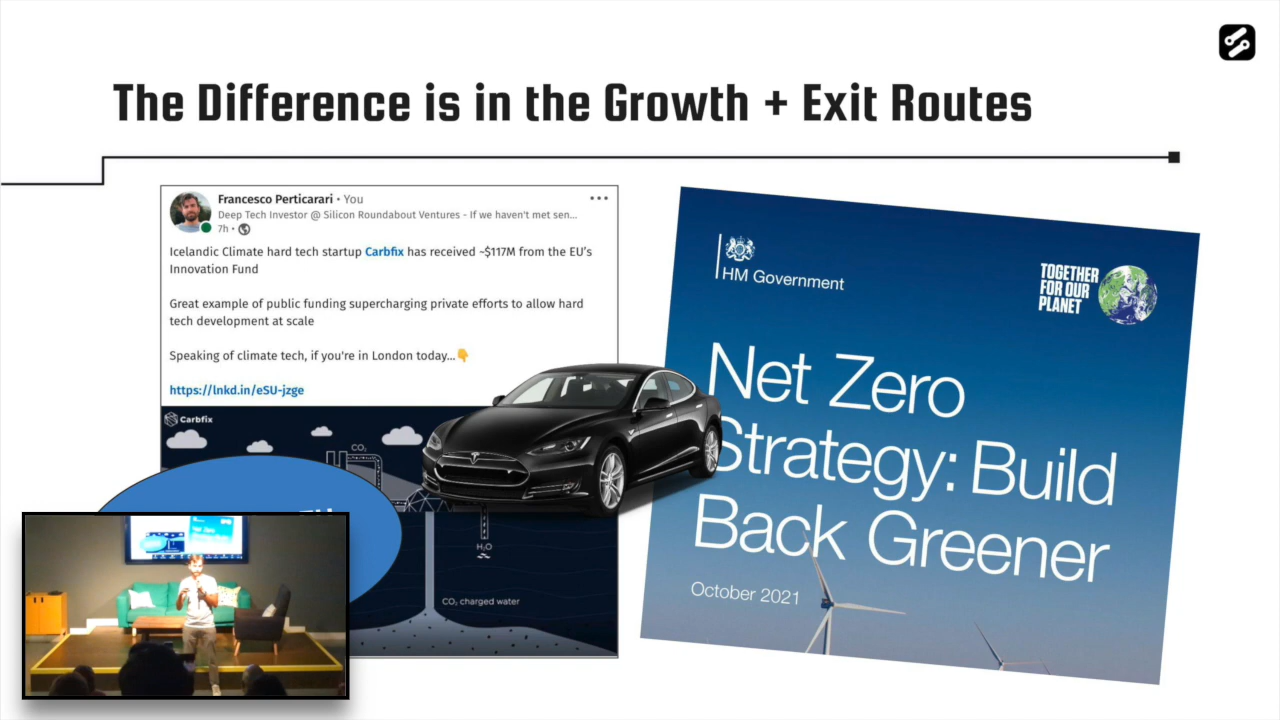 The Difference is in the Growth + Exit Routes
Francesco Perticarari • You
Deep Tech Investor @ Silicon Roundabout Ventures - If we haven't met sen...
7h •
Icelandic Climate hard tech startup Carbfix has received ~$117M from the EU's
Innovation Fund
Great example of public funding supercharging private efforts to allow hard
tech development at scale
Speaking of climate tech, if you're in London today...👇
https://lnkd.in/eSU-jzge
Carbfix
CO₂
H₂O
CO₂ charged water
HM Government
TOGETHER
FOR OUR
PLANET
Net Zero
Strategy: Build
Back Greener
October 2021
Net Zero